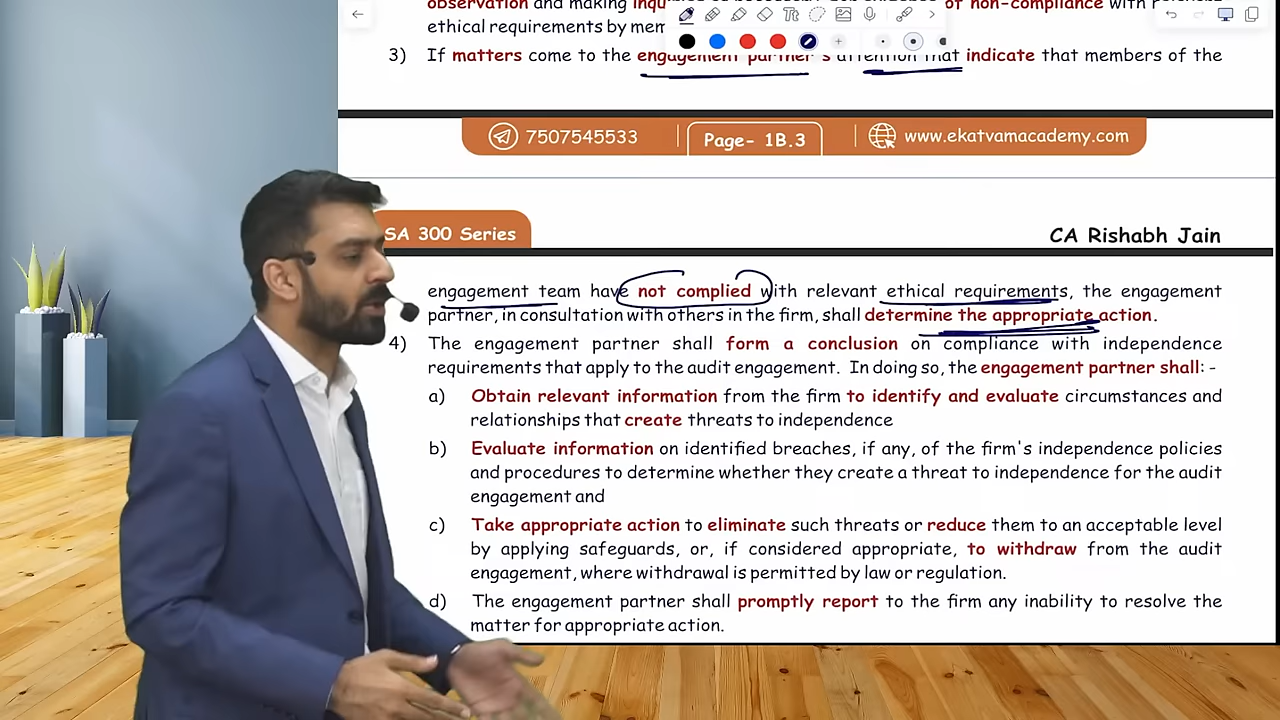 observation and making of non-compliance with
ethical requirements by mem
3) If matters come to the engagement partner's attention that indicate that members of the
7507545533 Page- 1B.3 www.ekatvamacademy.com
SA 300 Series CA Rishabh Jain
engagement team have not complied with relevant ethical requirements, the engagement
partner, in consultation with others in the firm, shall determine the appropriate action.
4) The engagement partner shall form a conclusion on compliance with independence
requirements that apply to the audit engagement. In doing so, the engagement partner shall: -
a) Obtain relevant information from the firm to identify and evaluate circumstances and
relationships that create threats to independence
b) Evaluate information on identified breaches, if any, of the firm's independence policies
and procedures to determine whether they create a threat to independence for the audit
engagement and
c) Take appropriate action to eliminate such threats or reduce them to an acceptable level
by applying safeguards, or, if considered appropriate, to withdraw from the audit
engagement, where withdrawal is permitted by law or regulation.
d) The engagement partner shall promptly report to the firm any inability to resolve the
matter for appropriate action.